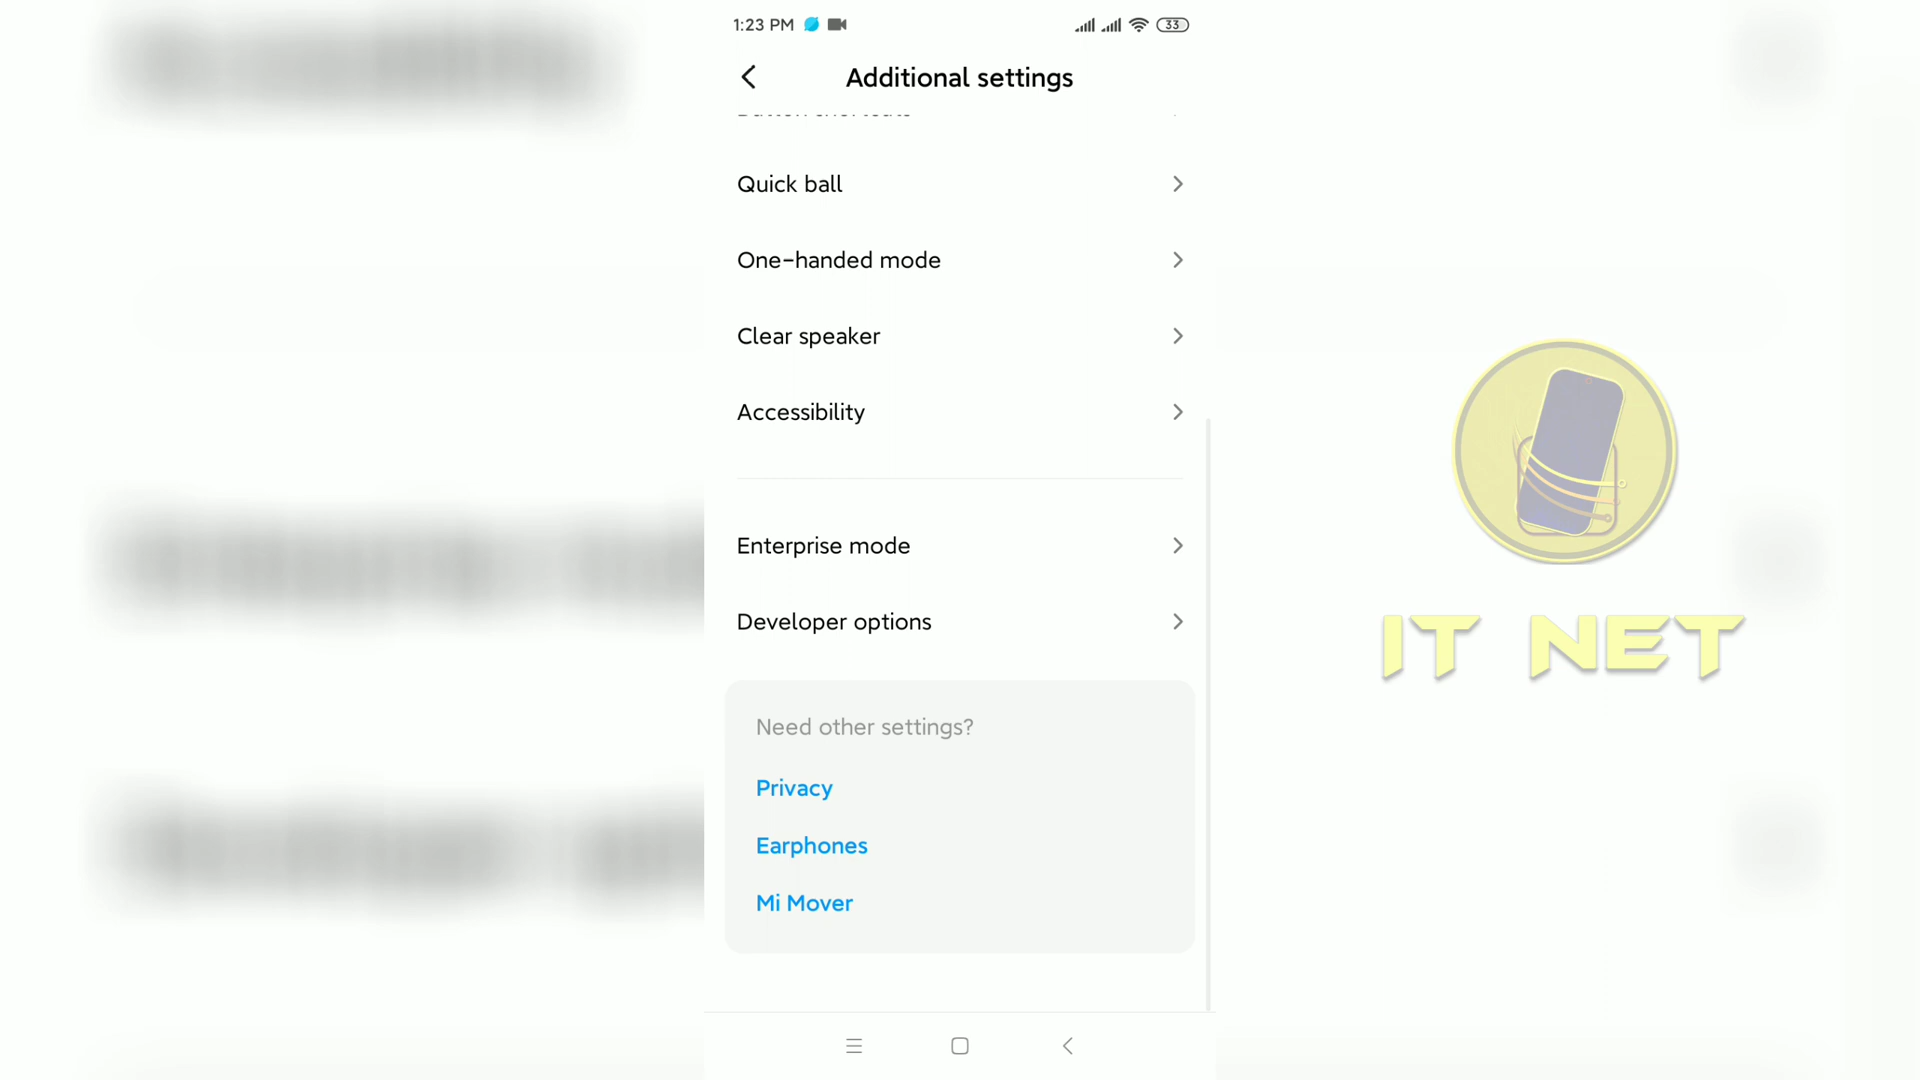 1:23 PM
33
Additional settings
Quick ball
One-handed mode
Clear speaker
Accessibility
Enterprise mode
Developer options
Need other settings?
Privacy
Earphones
Mi Mover
IT NET